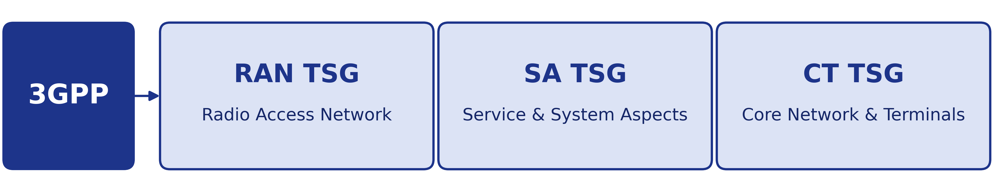 3GPP
RAN TSG
Radio Access Network
SA TSG
Service & System Aspects
CT TSG
Core Network & Terminals